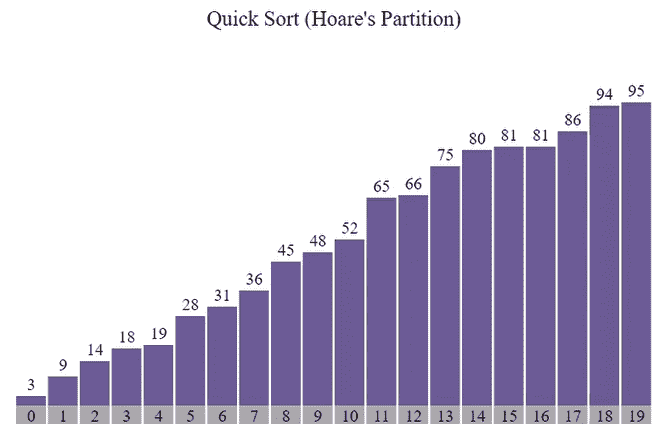 Quick Sort (Hoare's Partition)
3 9 14 18 19 28 31 36 45 48 52 65 66 75 80 81 81 86 94 95
0 1 2 3 4 5 6 7 8 9 10 11 12 13 14 15 16 17 18 19